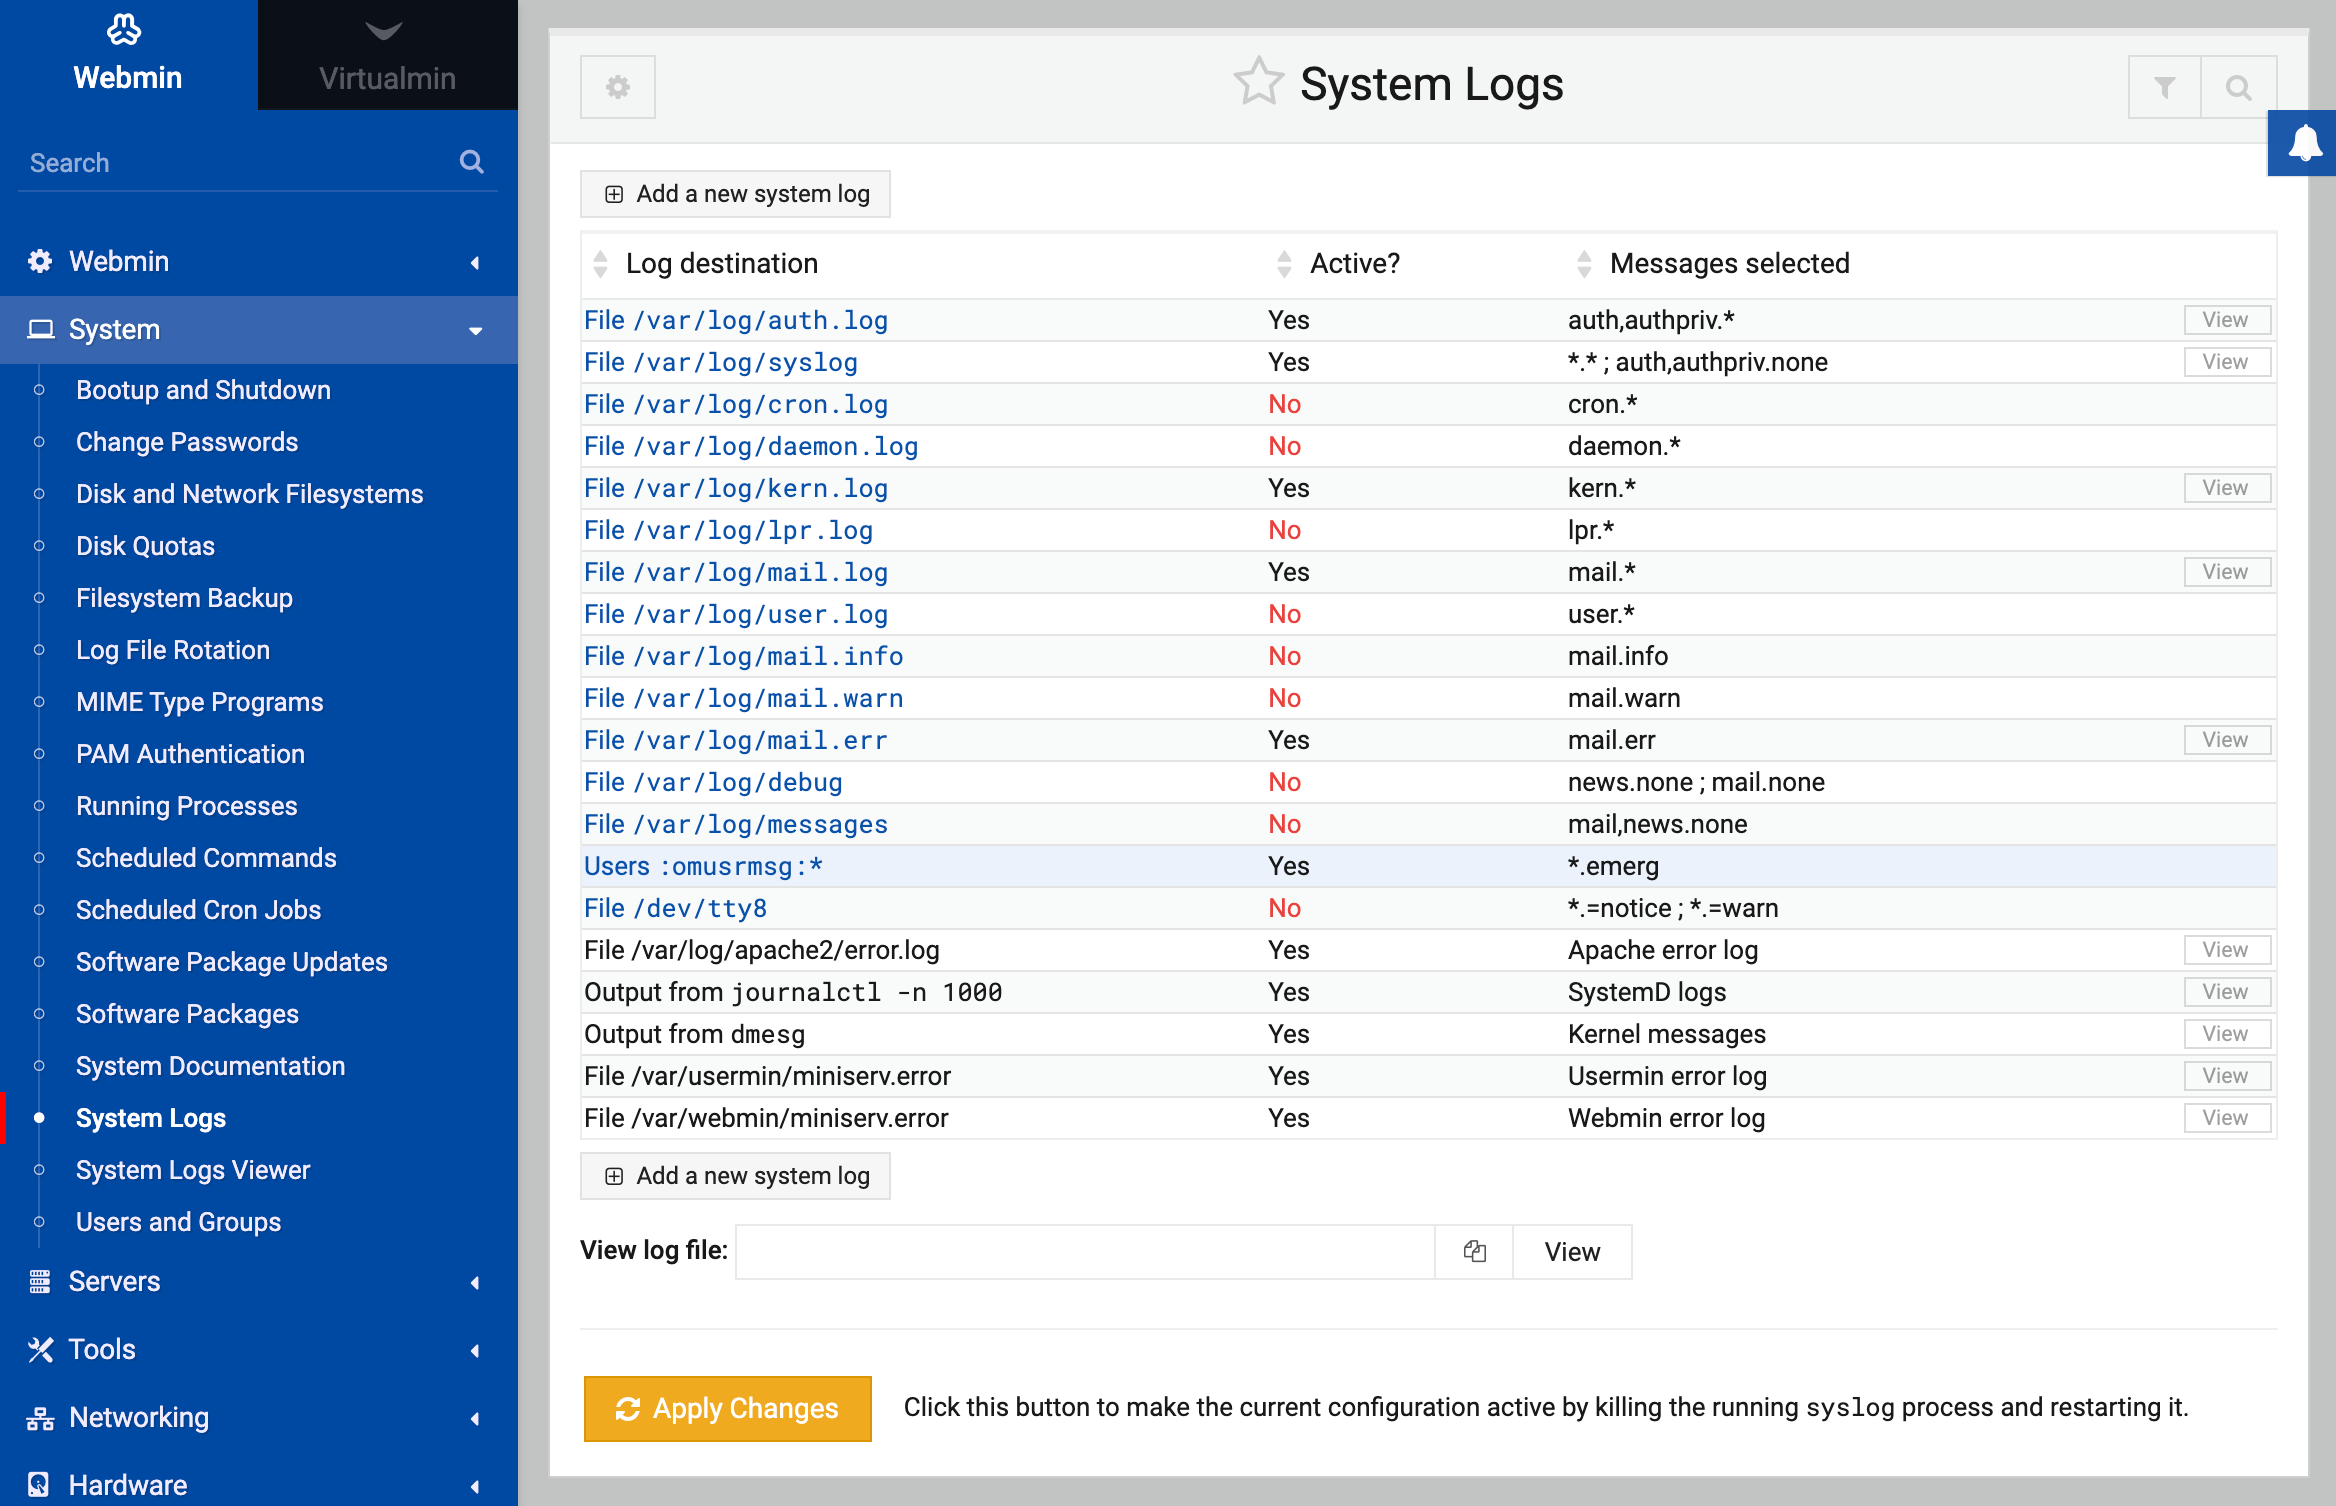 Webmin
Virtualmin
Search
Webmin
System
Bootup and Shutdown
Change Passwords
Disk and Network Filesystems
Disk Quotas
Filesystem Backup
Log File Rotation
MIME Type Programs
PAM Authentication
Running Processes
Scheduled Commands
Scheduled Cron Jobs
Software Package Updates
Software Packages
System Documentation
System Logs
System Logs Viewer
Users and Groups
Servers
Tools
Networking
Hardware
System Logs
Add a new system log
Log destination Active? Messages selected
File /var/log/auth.log Yes auth,authpriv.* View
File /var/log/syslog Yes *.* ; auth,authpriv.none View
File /var/log/cron.log No cron.*
File /var/log/daemon.log No daemon.*
File /var/log/kern.log Yes kern.* View
File /var/log/lpr.log No lpr.*
File /var/log/mail.log Yes mail.* View
File /var/log/user.log No user.*
File /var/log/mail.info No mail.info
File /var/log/mail.warn No mail.warn
File /var/log/mail.err Yes mail.err View
File /var/log/debug No news.none ; mail.none
File /var/log/messages No mail,news.none
Users :omusrmsg:* Yes *.emerg
File /dev/tty8 No *.=notice ; *.=warn
File /var/log/apache2/error.log Yes Apache error log View
Output from journalctl -n 1000 Yes SystemD logs View
Output from dmesg Yes Kernel messages View
File /var/usermin/miniserv.error Yes Usermin error log View
File /var/webmin/miniserv.error Yes Webmin error log View
Add a new system log
View log file: View
Apply Changes Click this button to make the current configuration active by killing the running syslog process and restarting it.